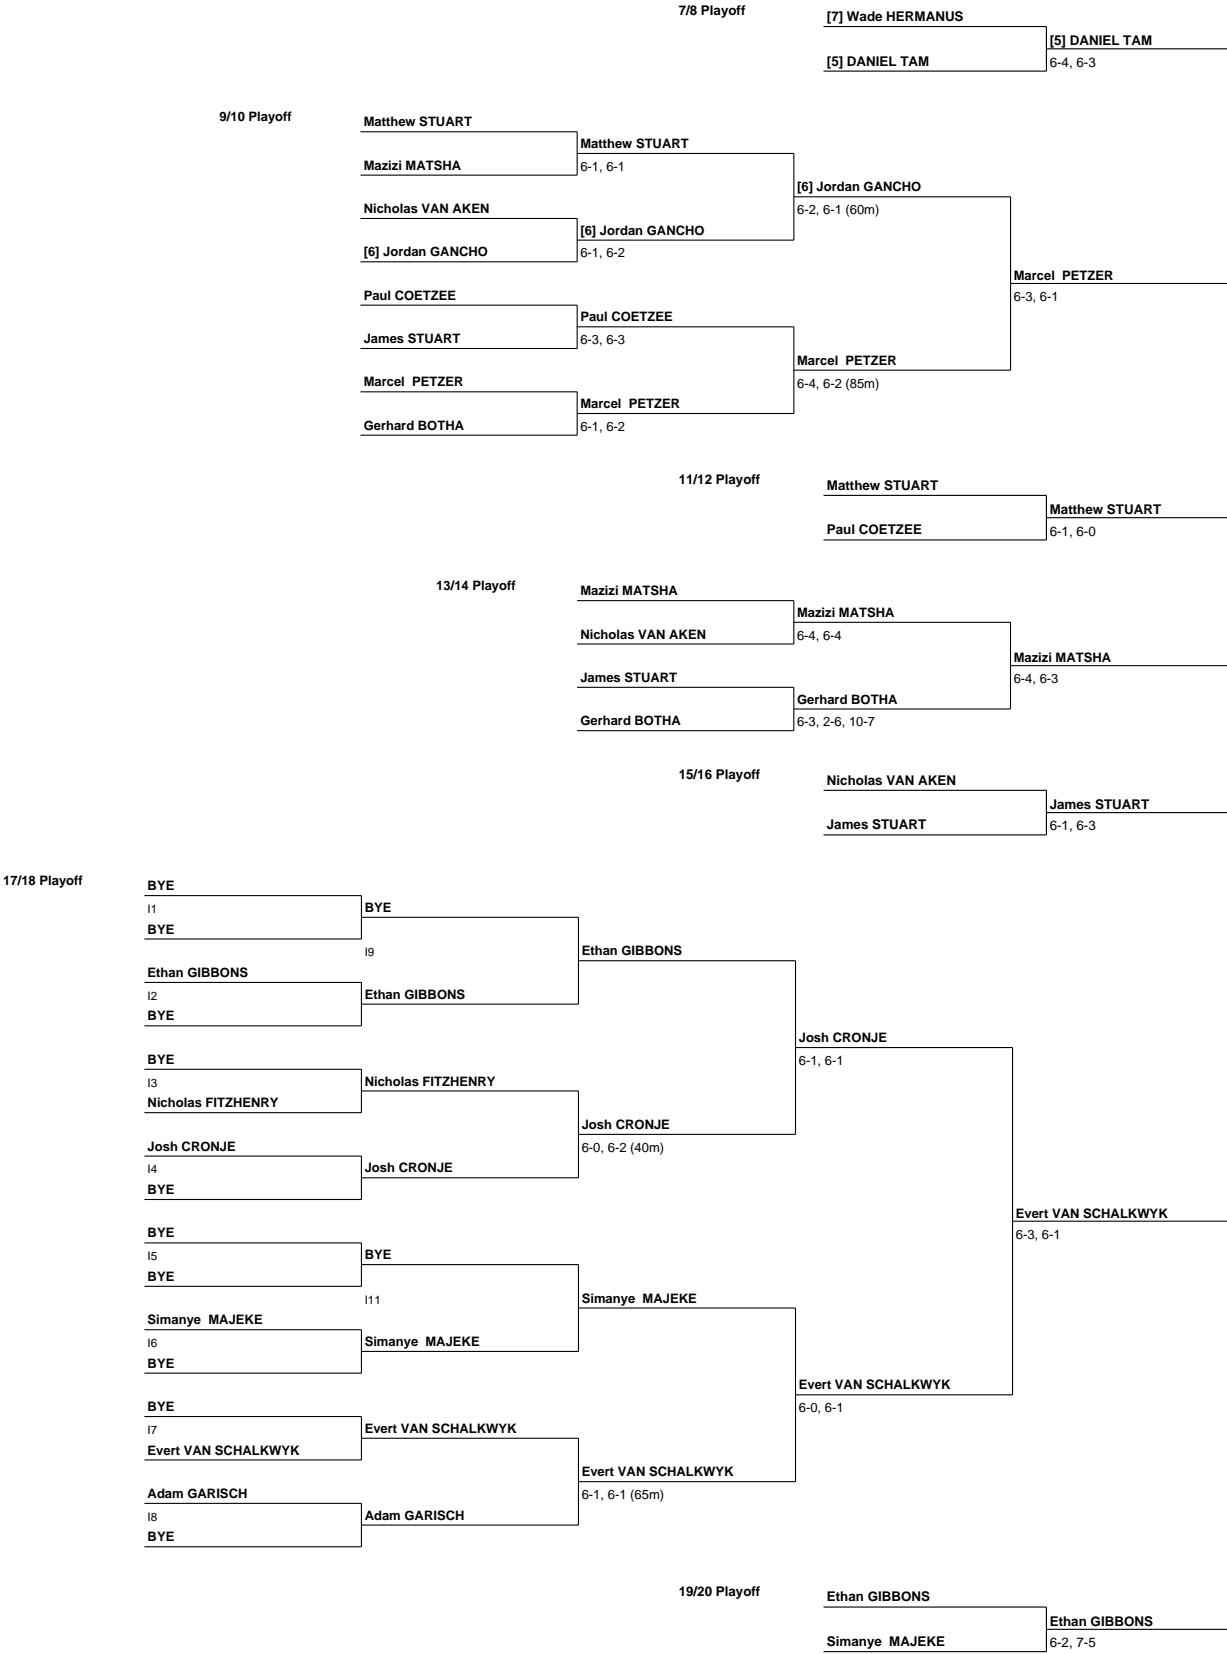 7/8 Playoff
[7] Wade HERMANUS
[5] DANIEL TAM
[5] DANIEL TAM
6-4, 6-3
9/10 Playoff
Matthew STUART
Matthew STUART
Mazizi MATSHA
6-1, 6-1
[6] Jordan GANCHO
Nicholas VAN AKEN
6-2, 6-1 (60m)
[6] Jordan GANCHO
[6] Jordan GANCHO
6-1, 6-2
Marcel PETZER
Paul COETZEE
6-3, 6-1
Paul COETZEE
James STUART
6-3, 6-3
Marcel PETZER
Marcel PETZER
6-4, 6-2 (85m)
Marcel PETZER
Gerhard BOTHA
6-1, 6-2
11/12 Playoff
Matthew STUART
Matthew STUART
Paul COETZEE
6-1, 6-0
13/14 Playoff
Mazizi MATSHA
Mazizi MATSHA
Nicholas VAN AKEN
6-4, 6-4
Mazizi MATSHA
James STUART
6-4, 6-3
Gerhard BOTHA
Gerhard BOTHA
6-3, 2-6, 10-7
15/16 Playoff
Nicholas VAN AKEN
James STUART
James STUART
6-1, 6-3
17/18 Playoff
BYE
I1
BYE
BYE
I9
Ethan GIBBONS
Ethan GIBBONS
I2
Ethan GIBBONS
BYE
Josh CRONJE
BYE
6-1, 6-1
I3
Nicholas FITZHENRY
Nicholas FITZHENRY
Josh CRONJE
Josh CRONJE
6-0, 6-2 (40m)
I4
Josh CRONJE
BYE
Evert VAN SCHALKWYK
BYE
6-3, 6-1
I5
BYE
BYE
I11
Simanye MAJEKE
Simanye MAJEKE
I6
Simanye MAJEKE
BYE
Evert VAN SCHALKWYK
BYE
6-0, 6-1
I7
Evert VAN SCHALKWYK
Evert VAN SCHALKWYK
Evert VAN SCHALKWYK
Adam GARISCH
6-1, 6-1 (65m)
I8
Adam GARISCH
BYE
19/20 Playoff
Ethan GIBBONS
Ethan GIBBONS
Simanye MAJEKE
6-2, 7-5